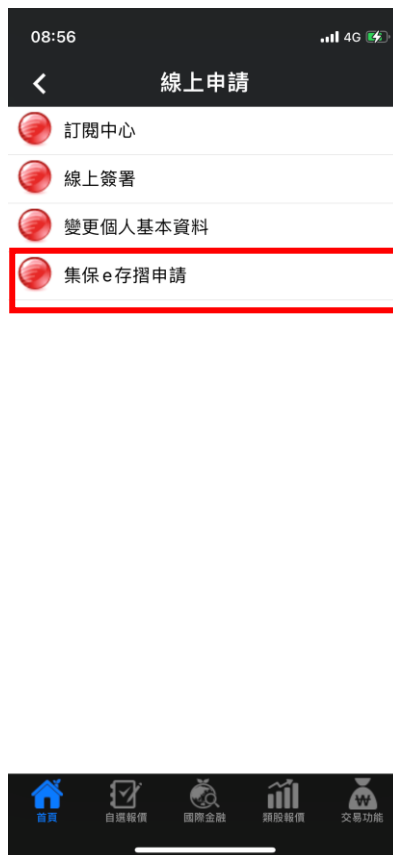 08:56 4G
線上申請
訂閱中心
線上簽署
變更個人基本資料
集保e存摺申請
首頁 自選報價 國際金融 類股報價 交易功能